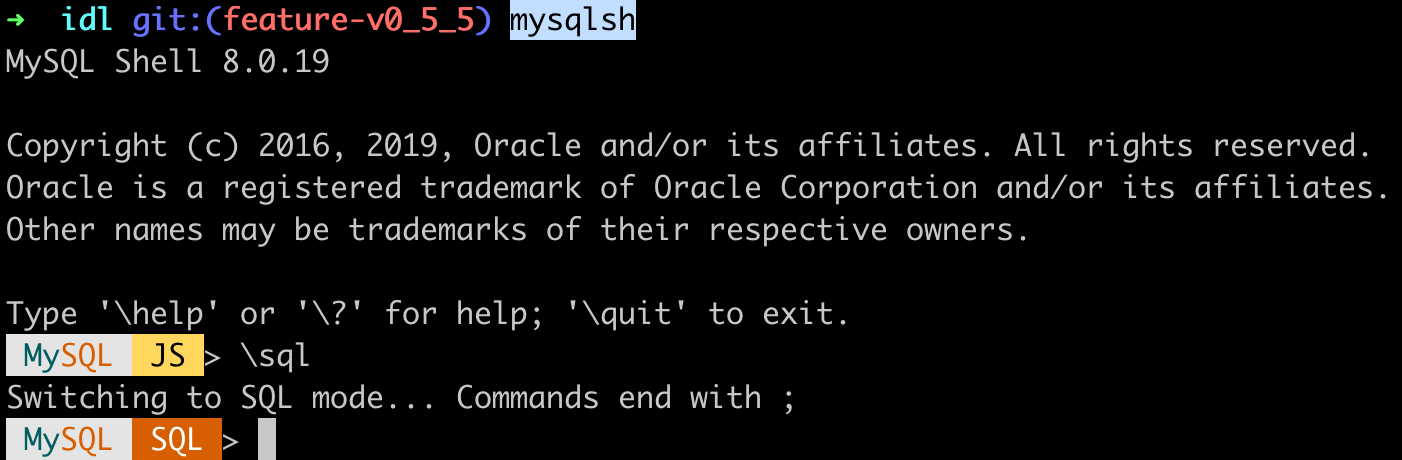 ➜ idl git:(feature-v0_5_5) mysqlsh
MySQL Shell 8.0.19
Copyright (c) 2016, 2019, Oracle and/or its affiliates. All rights reserved.
Oracle is a registered trademark of Oracle Corporation and/or its affiliates.
Other names may be trademarks of their respective owners.
Type '\help' or '\?' for help; '\quit' to exit.
MySQL JS > \sql
Switching to SQL mode... Commands end with ;
MySQL SQL >